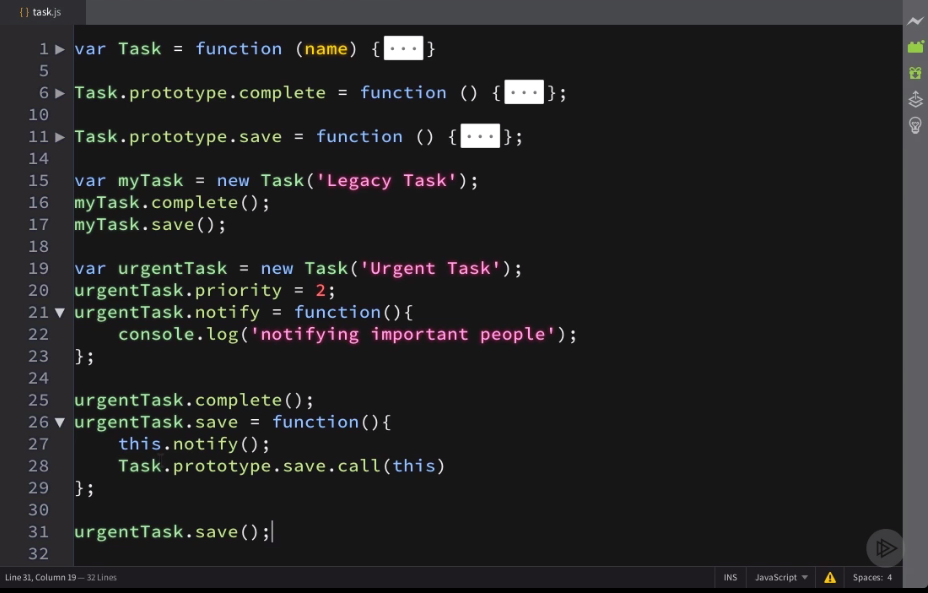 { } task.js
1 var Task = function (name) {...}
5
6 Task.prototype.complete = function () {...};
10
11 Task.prototype.save = function () {...};
14
15 var myTask = new Task('Legacy Task');
16 myTask.complete();
17 myTask.save();
18
19 var urgentTask = new Task('Urgent Task');
20 urgentTask.priority = 2;
21 urgentTask.notify = function(){
22     console.log('notifying important people');
23 };
24
25 urgentTask.complete();
26 urgentTask.save = function(){
27     this.notify();
28     Task.prototype.save.call(this)
29 };
30
31 urgentTask.save();
32
Line 31, Column 19 — 32 Lines INS JavaScript Spaces: 4